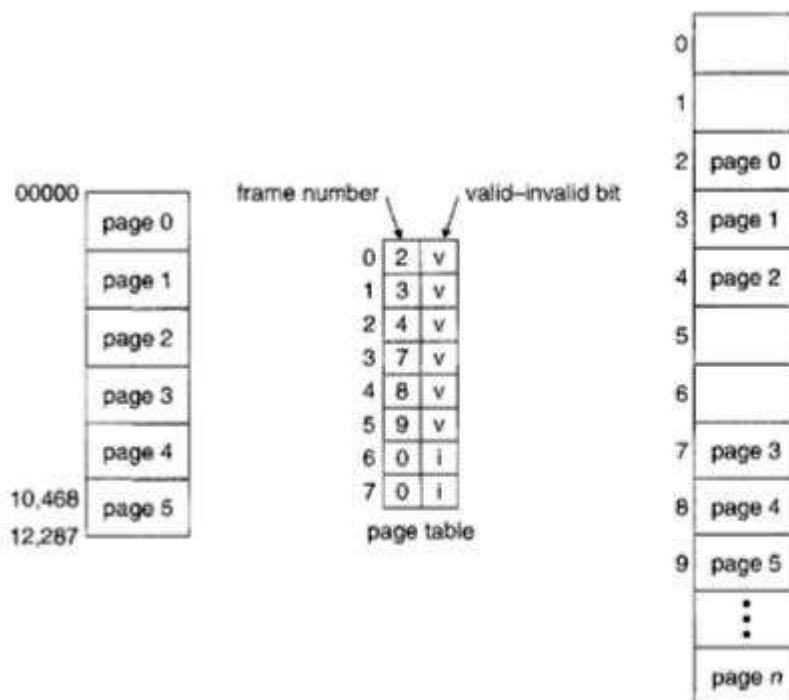 00000
page 0
page 1
page 2
page 3
page 4
10,468
page 5
12,287
frame number
valid–invalid bit
0 2 v
1 3 v
2 4 v
3 7 v
4 8 v
5 9 v
6 0 i
7 0 i
page table
0
1
2 page 0
3 page 1
4 page 2
5
6
7 page 3
8 page 4
9 page 5
page n